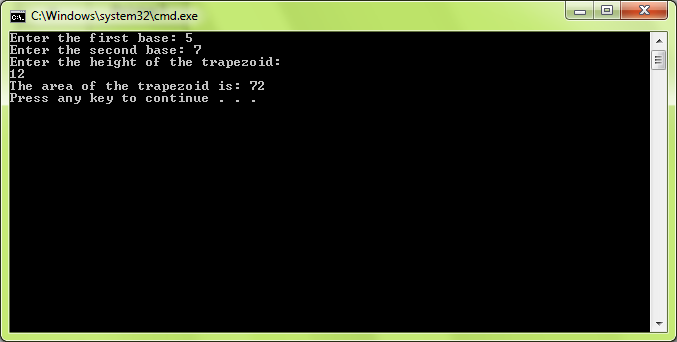 C:\Windows\system32\cmd.exe
Enter the first base: 5
Enter the second base: 7
Enter the height of the trapezoid:
12
The area of the trapezoid is: 72
Press any key to continue . . .